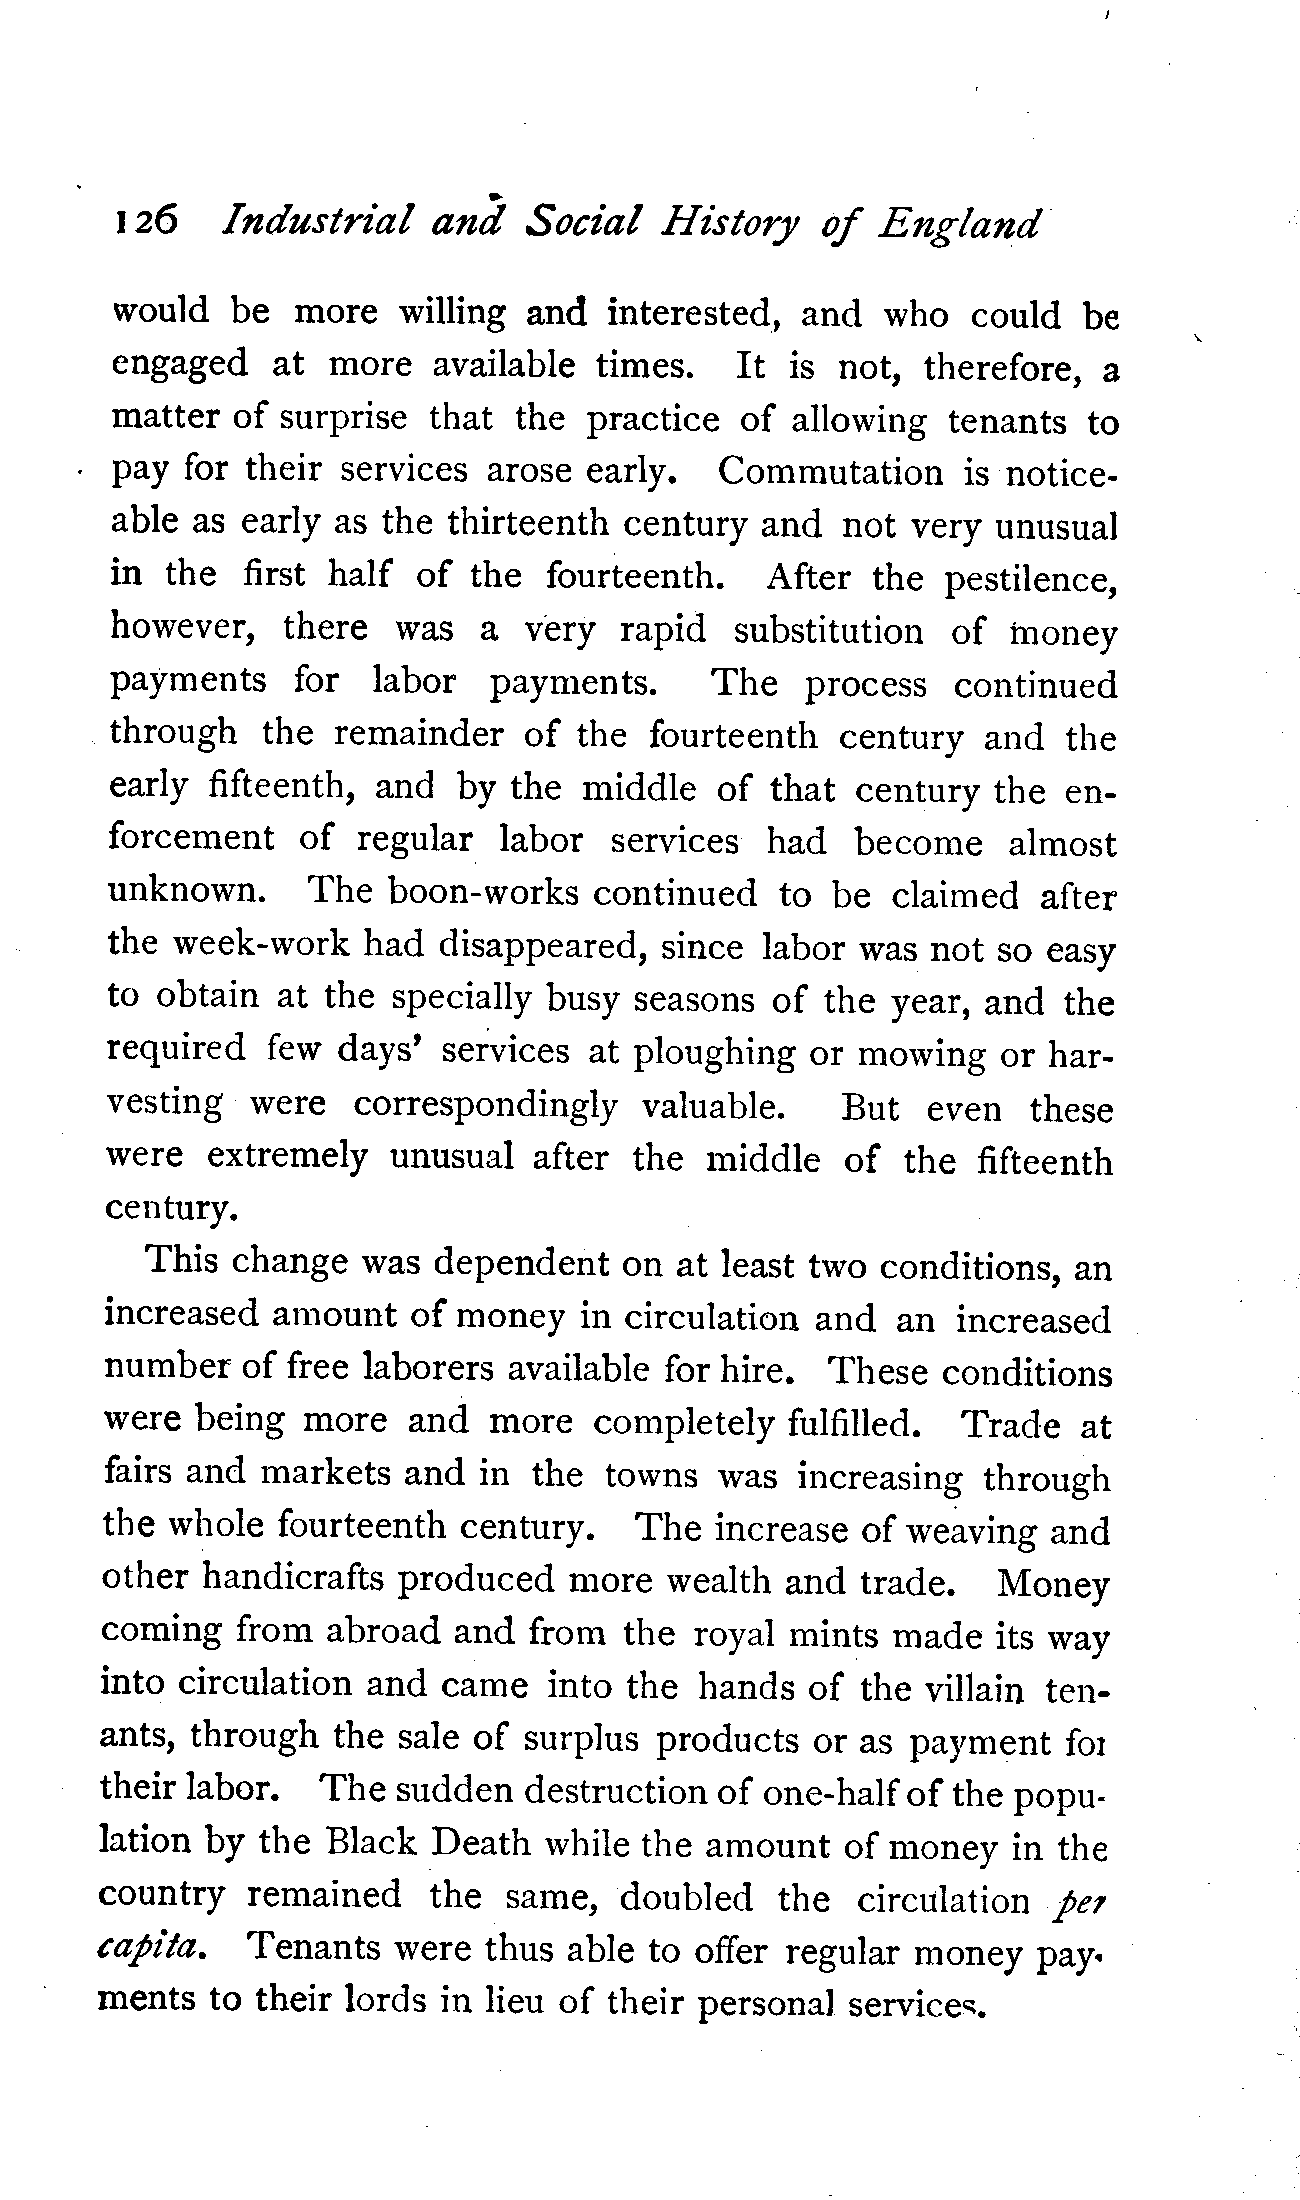 126 Industrial and Social History of England
would be more willing and interested, and who could be
engaged at more available times. It is not, therefore, a
matter of surprise that the practice of allowing tenants to
pay for their services arose early. Commutation is notice-
able as early as the thirteenth century and not very unusual
in the first half of the fourteenth. After the pestilence,
however, there was a very rapid substitution of money
payments for labor payments. The process continued
through the remainder of the fourteenth century and the
early fifteenth, and by the middle of that century the en-
forcement of regular labor services had become almost
unknown. The boon-works continued to be claimed after
the week-work had disappeared, since labor was not so easy
to obtain at the specially busy seasons of the year, and the
required few days' services at ploughing or mowing or har-
vesting were correspondingly valuable. But even these
were extremely unusual after the middle of the fifteenth
century.
This change was dependent on at least two conditions, an
increased amount of money in circulation and an increased
number of free laborers available for hire. These conditions
were being more and more completely fulfilled. Trade at
fairs and markets and in the towns was increasing through
the whole fourteenth century. The increase of weaving and
other handicrafts produced more wealth and trade. Money
coming from abroad and from the royal mints made its way
into circulation and came into the hands of the villain ten-
ants, through the sale of surplus products or as payment for
their labor. The sudden destruction of one-half of the popu-
lation by the Black Death while the amount of money in the
country remained the same, doubled the circulation per
capita. Tenants were thus able to offer regular money pay-
ments to their lords in lieu of their personal services.